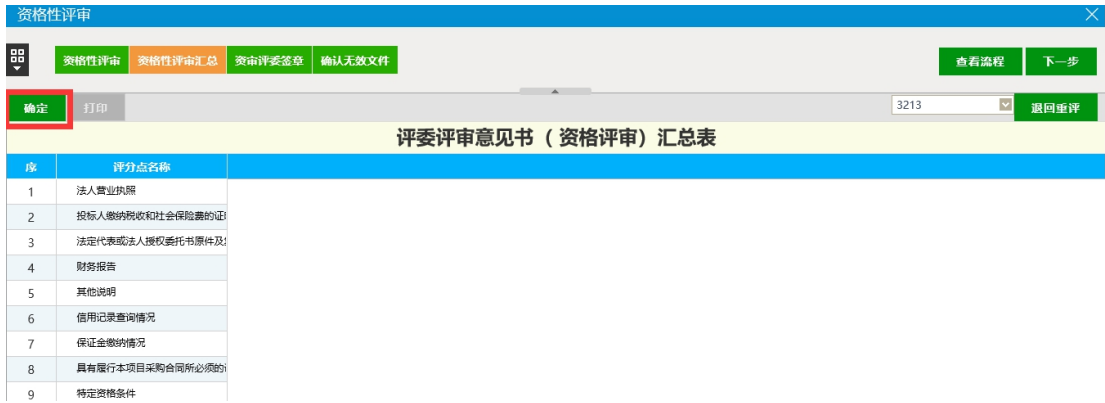 资格性评审
资格性评审 资格性评审汇总 资审评委签章 确认无效文件 查看流程 下一步
确定 打印 3213 退回重评
评委评审意见书（资格评审）汇总表
序 评分点名称
1 法人营业执照
2 投标人缴纳税收和社会保险费的证
3 法定代表或法人授权委托书原件及
4 财务报告
5 其他说明
6 信用记录查询情况
7 保证金缴纳情况
8 具有履行本项目采购合同所必须的
9 特定资格条件